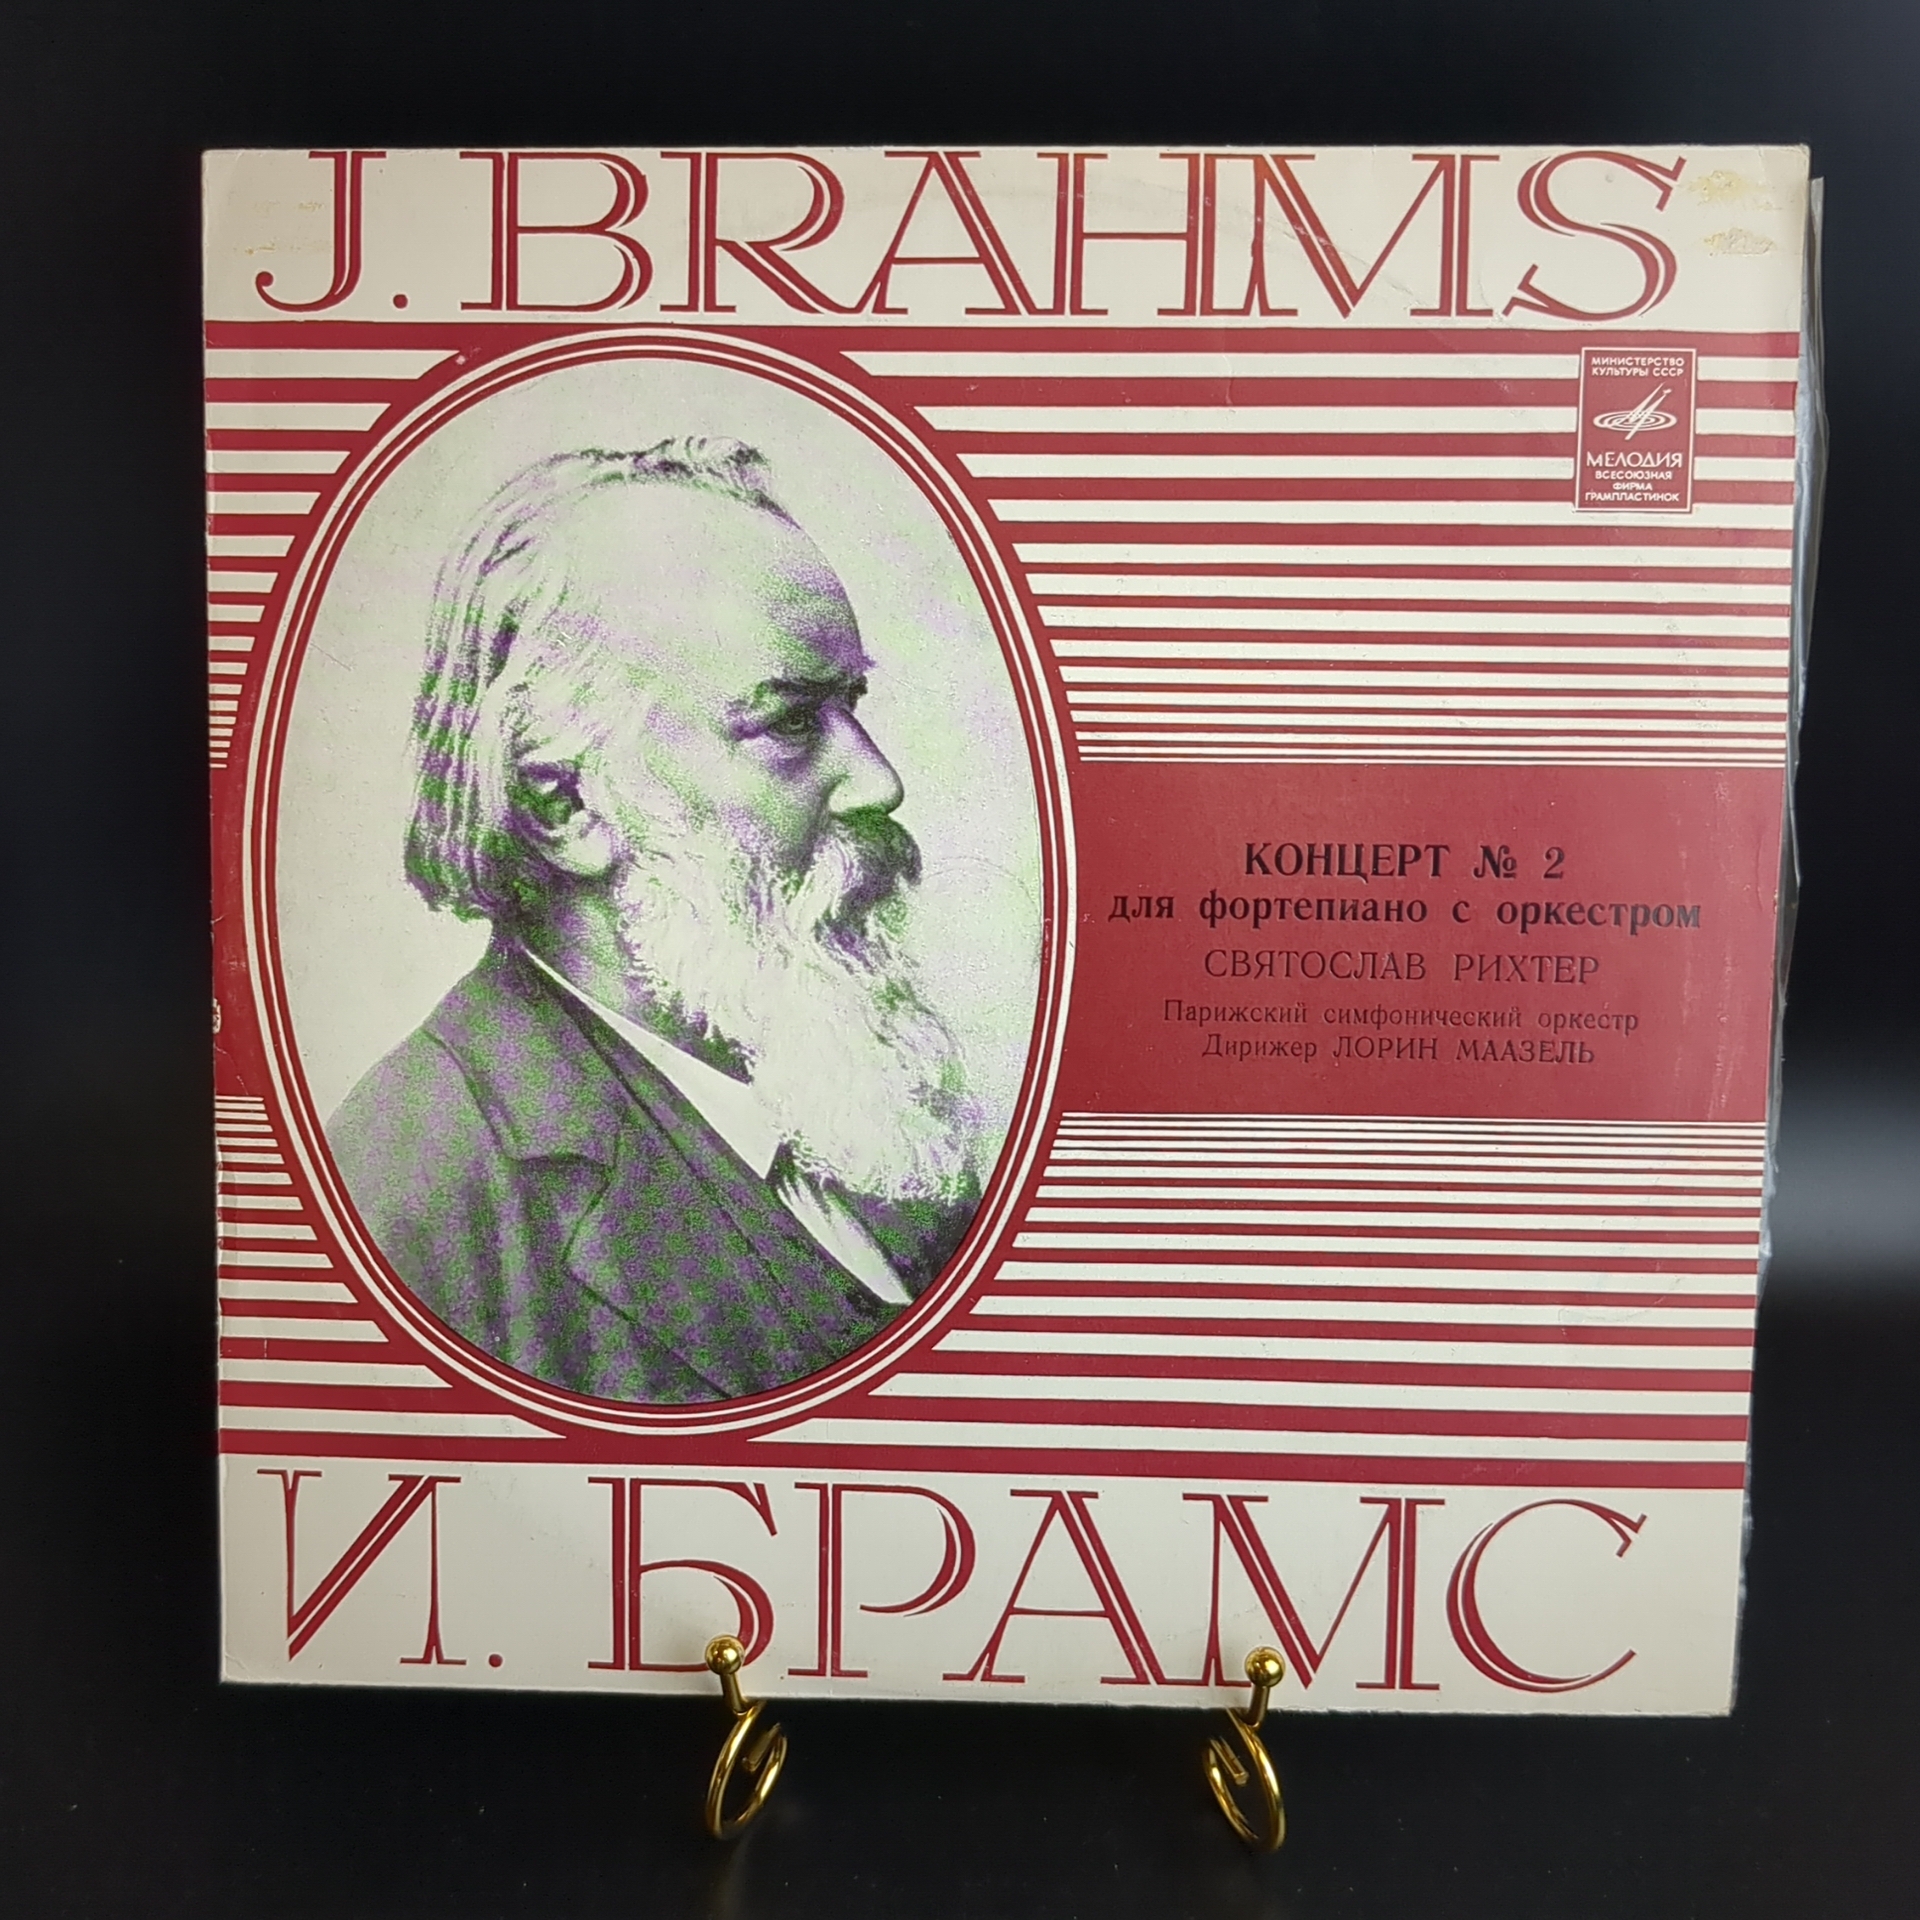 J. BRAHMS
МИНИСТЕРСТВО
КУЛЬТУРЫ СССР
МЕЛОДИЯ
ВСЕСОЮЗНАЯ
ФИРМА
ГРАМПЛАСТИНОК
КОНЦЕРТ № 2
для фортепиано с оркестром
СВЯТОСЛАВ РИХТЕР
Парижский симфонический оркестр
Дирижер ЛОРИН МААЗЕЛЬ
И. БРАМС